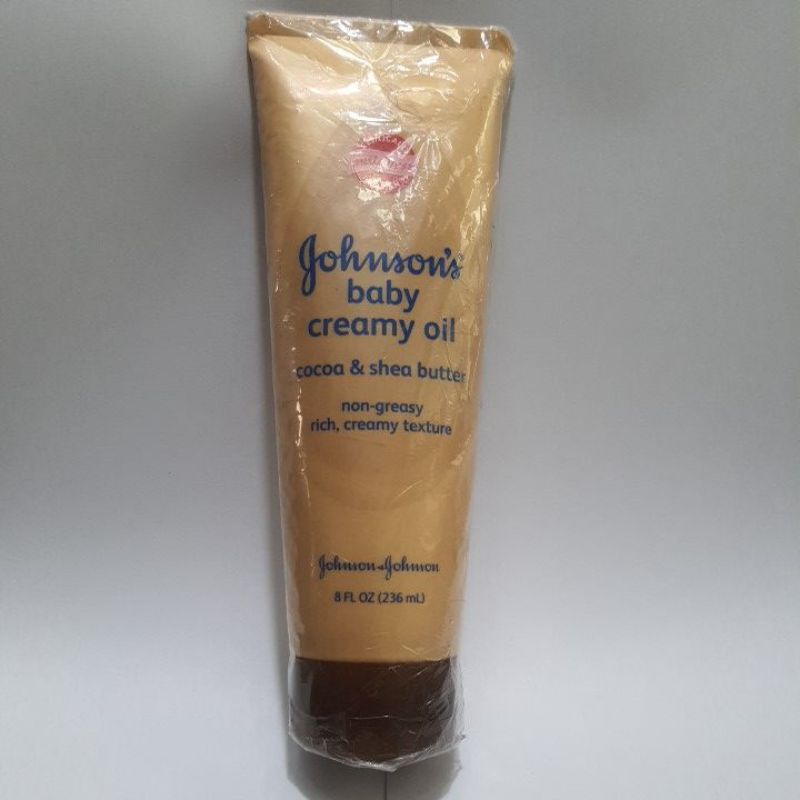 Johnson's
baby
creamy oil
cocoa & shea butter
non-greasy
rich, creamy texture
Johnson & Johnson
8 FL OZ (236 mL)